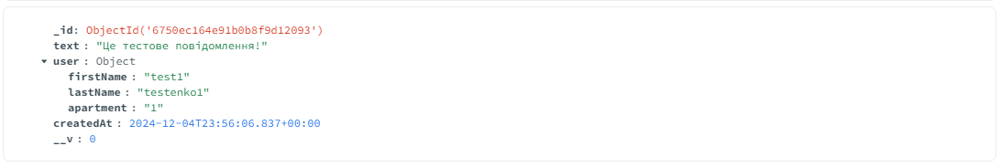 _id: ObjectId('6750ec164e91b0b8f9d12093')
text : "Це тестове повідомлення!"
user : Object
firstName : "test1"
lastName : "testenko1"
apartment : "1"
createdAt : 2024-12-04T23:56:06.837+00:00
__v : 0